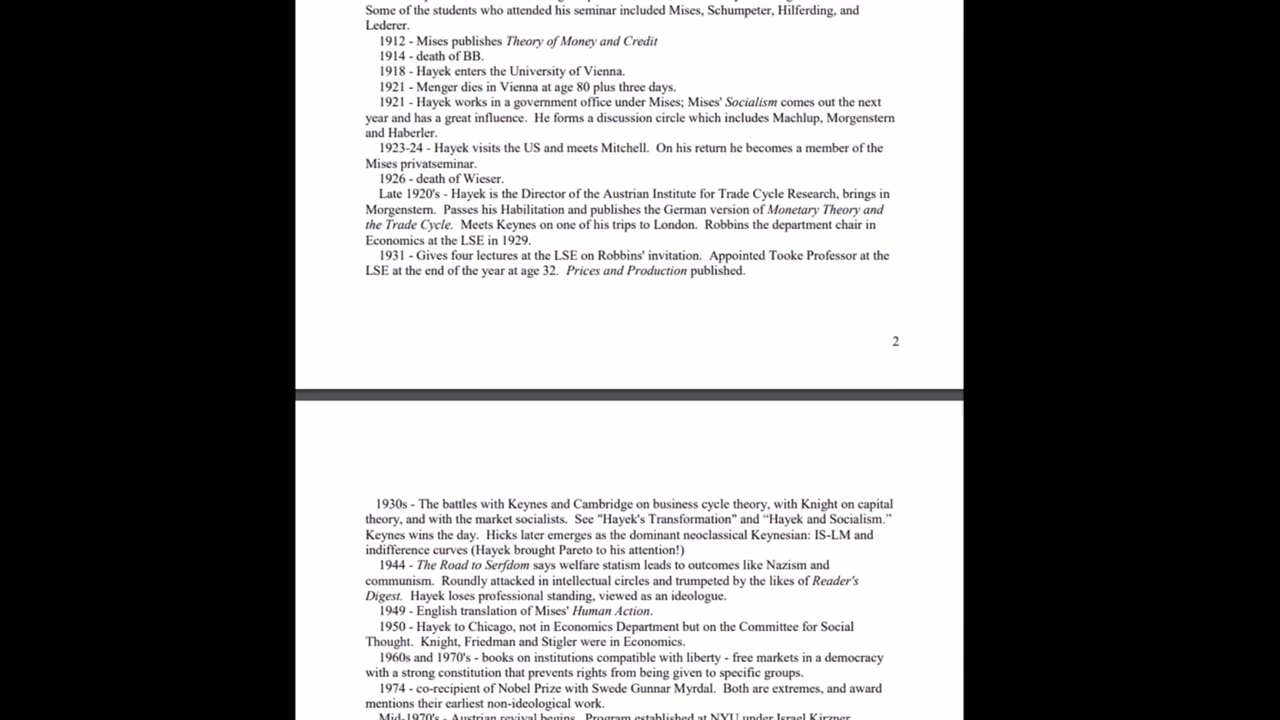 Some of the students who attended his seminar included Mises, Schumpeter, Hilferding, and
Lederer.
1912 - Mises publishes Theory of Money and Credit
1914 - death of BB.
1918 - Hayek enters the University of Vienna.
1921 - Menger dies in Vienna at age 80 plus three days.
1921 - Hayek works in a government office under Mises; Mises' Socialism comes out the next
year and has a great influence.  He forms a discussion circle which includes Machlup, Morgenstern
and Haberler.
1923-24 - Hayek visits the US and meets Mitchell.  On his return he becomes a member of the
Mises privatseminar.
1926 - death of Wieser.
Late 1920's - Hayek is the Director of the Austrian Institute for Trade Cycle Research, brings in
Morgenstern.  Passes his Habilitation and publishes the German version of Monetary Theory and
the Trade Cycle.  Meets Keynes on one of his trips to London.  Robbins the department chair in
Economics at the LSE in 1929.
1931 - Gives four lectures at the LSE on Robbins' invitation.  Appointed Tooke Professor at the
LSE at the end of the year at age 32.  Prices and Production published.
2
1930s - The battles with Keynes and Cambridge on business cycle theory, with Knight on capital
theory, and with the market socialists.  See "Hayek's Transformation" and “Hayek and Socialism.”
Keynes wins the day.  Hicks later emerges as the dominant neoclassical Keynesian: IS-LM and
indifference curves (Hayek brought Pareto to his attention!)
1944 - The Road to Serfdom says welfare statism leads to outcomes like Nazism and
communism.  Roundly attacked in intellectual circles and trumpeted by the likes of Reader's
Digest.  Hayek loses professional standing, viewed as an ideologue.
1949 - English translation of Mises' Human Action.
1950 - Hayek to Chicago, not in Economics Department but on the Committee for Social
Thought.  Knight, Friedman and Stigler were in Economics.
1960s and 1970's - books on institutions compatible with liberty - free markets in a democracy
with a strong constitution that prevents rights from being given to specific groups.
1974 - co-recipient of Nobel Prize with Swede Gunnar Myrdal.  Both are extremes, and award
mentions their earliest non-ideological work.
Mid-1970's - Austrian revival begins.  Program established at NYU under Israel Kirzner